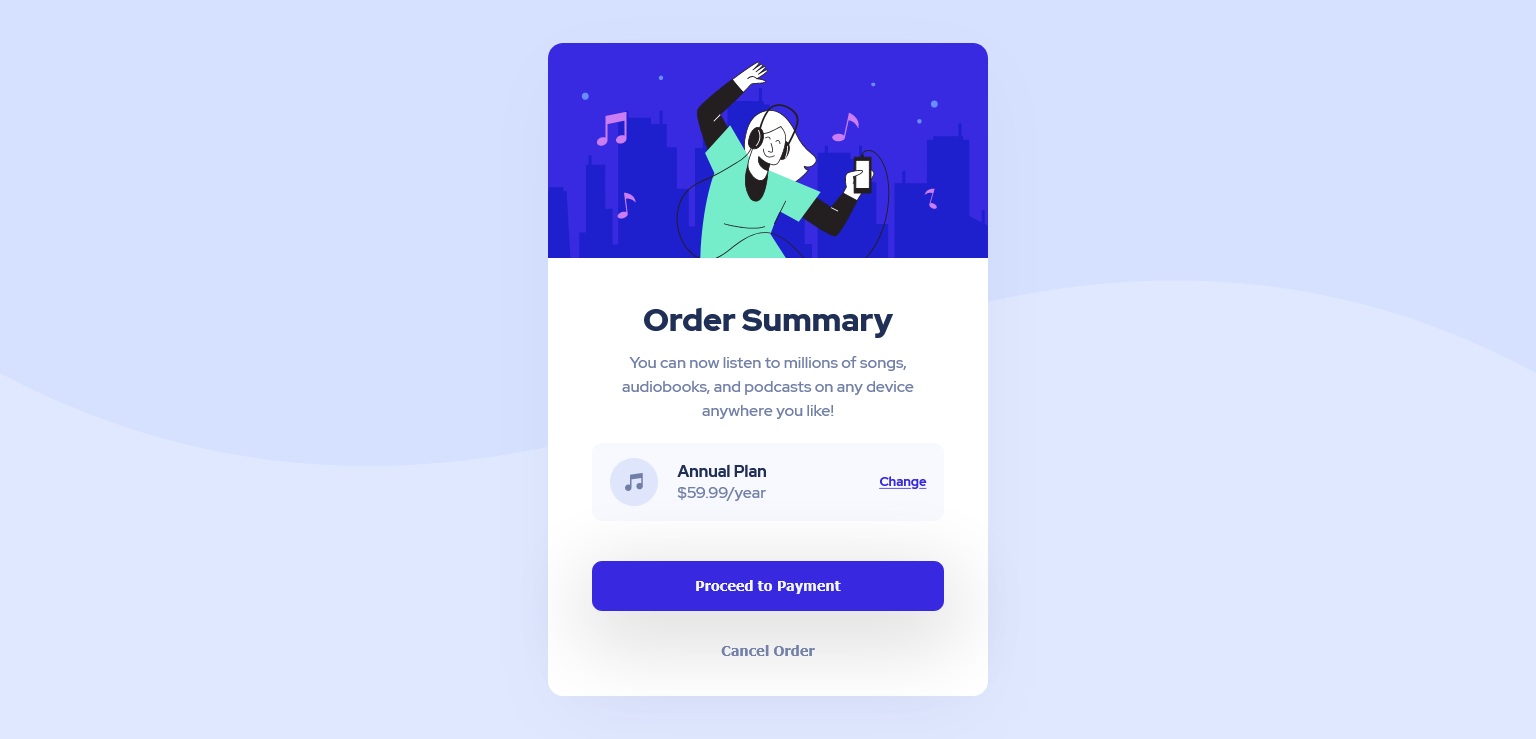 Order Summary
You can now listen to millions of songs,
audiobooks, and podcasts on any device
anywhere you like!
Annual Plan
$59.99/year
Change
Proceed to Payment
Cancel Order